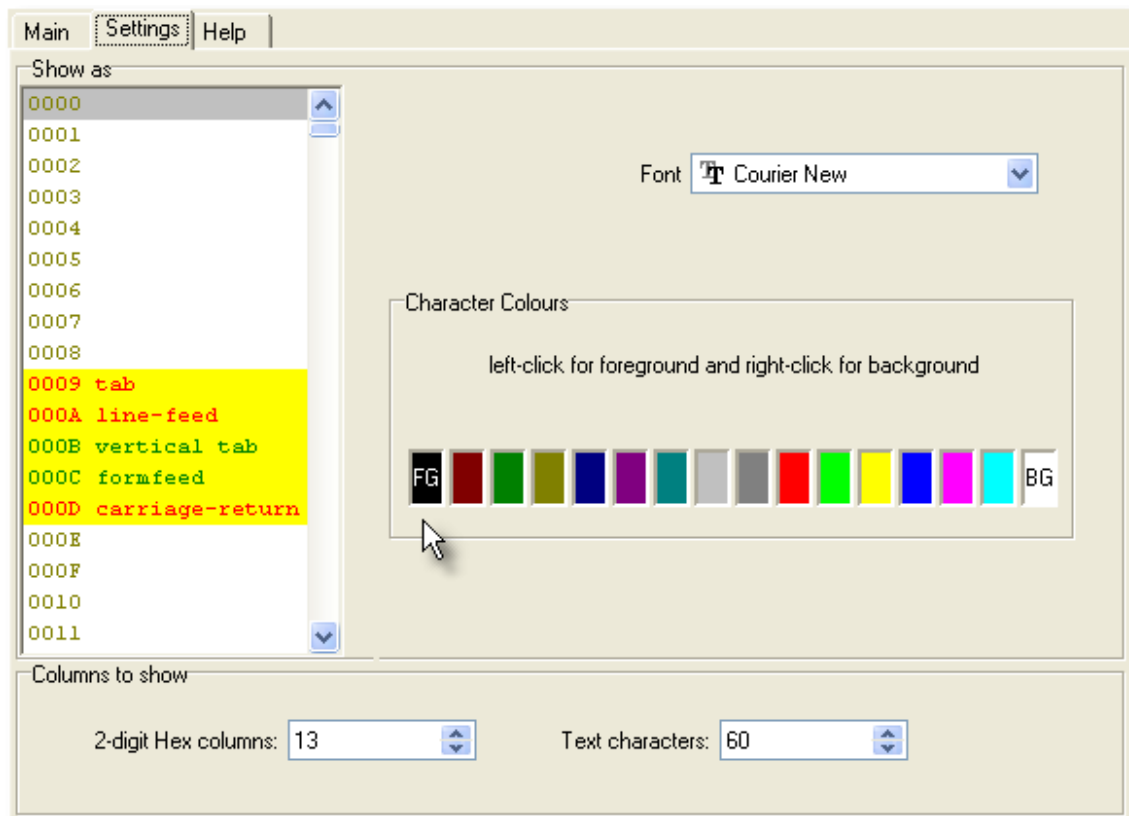 Main Settings Help
Show as
0000
0001
0002
0003
0004
0005
0006
0007
0008
0009 tab
000A line-feed
000B vertical tab
000C formfeed
000D carriage-return
000E
000F
0010
0011
Font Courier New
Character Colours
left-click for foreground and right-click for background
FG BG
Columns to show
2-digit Hex columns: 13 Text characters: 60